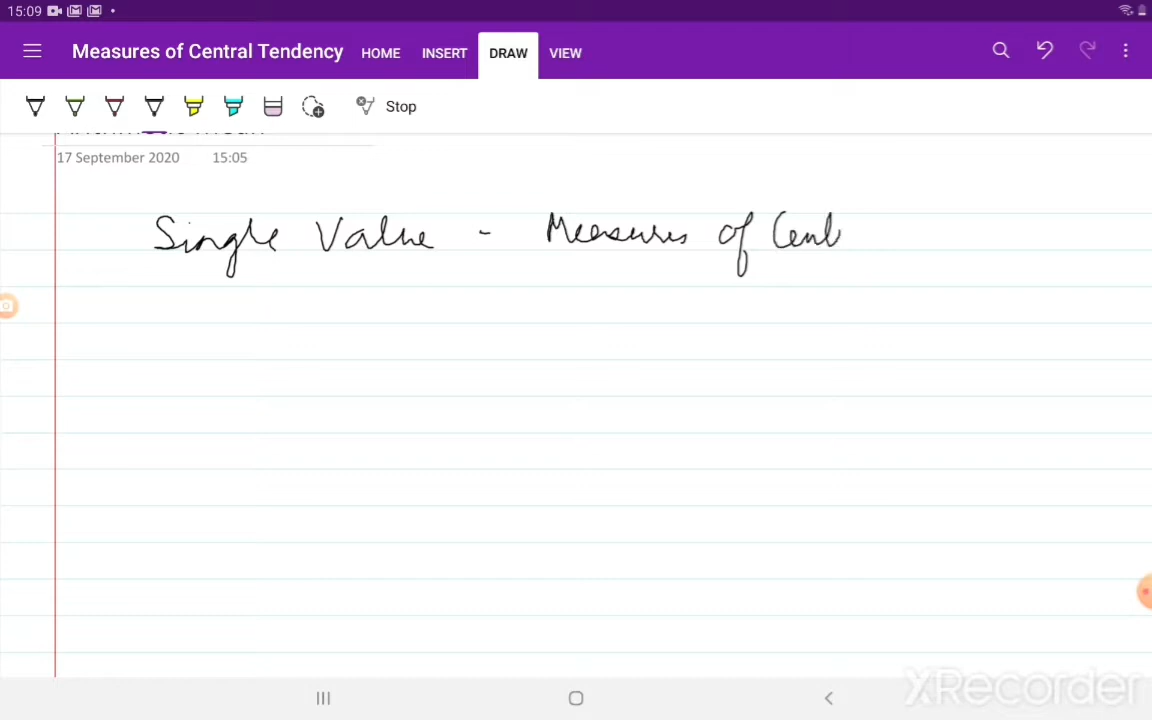 15:09
Measures of Central Tendency HOME INSERT DRAW VIEW
Stop
17 September 2020 15:05
Single Value - Measures of Cent
XRecorder